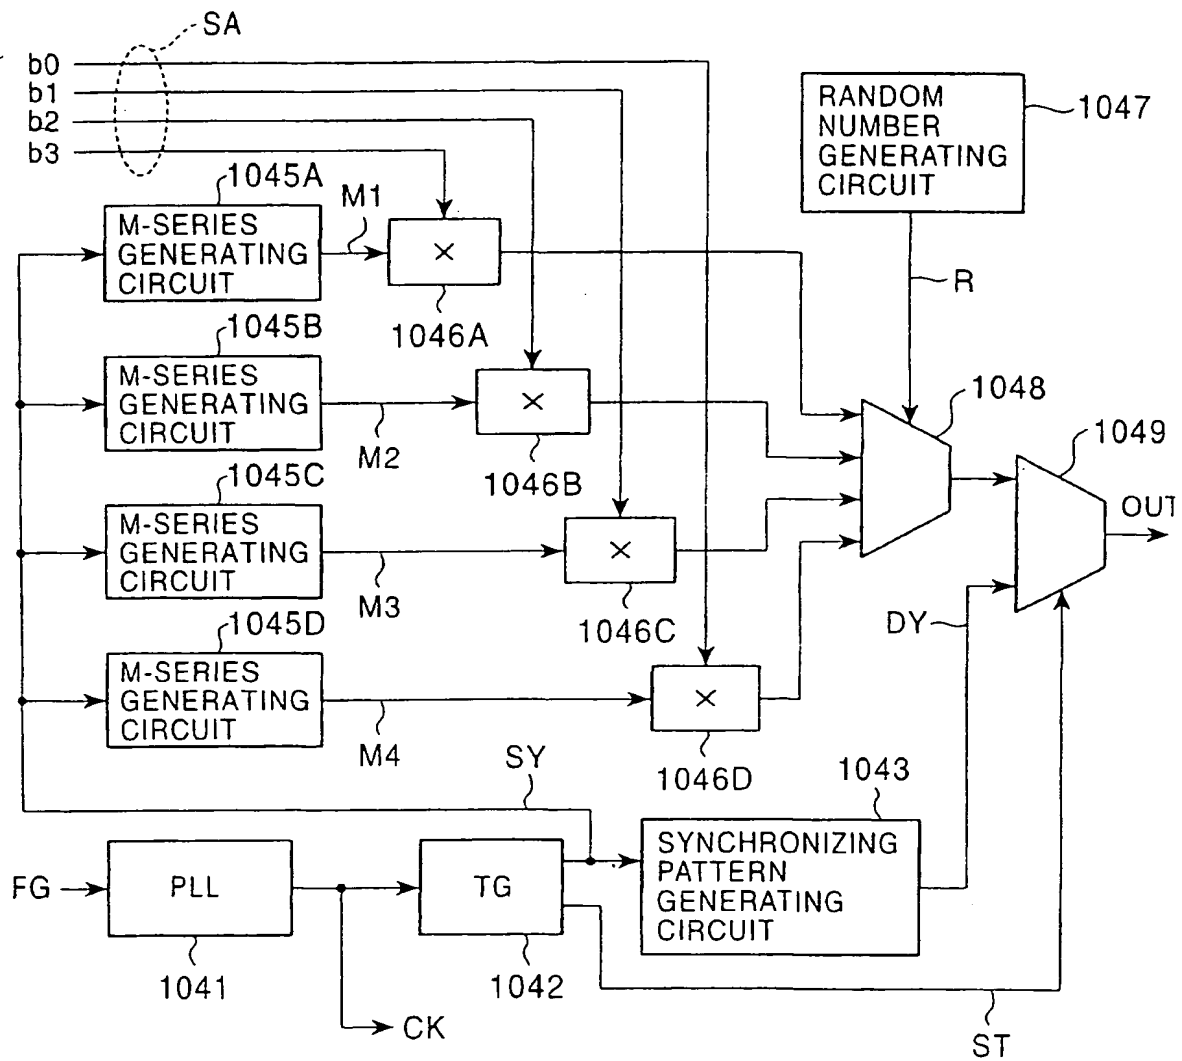 SA
b0
b1
b2
b3
RANDOM
NUMBER
GENERATING
CIRCUIT
1047
1045A
M-SERIES
GENERATING
CIRCUIT
M1
×
1046A
R
1045B
M-SERIES
GENERATING
CIRCUIT
M2
×
1046B
1048
1049
OUT
1045C
M-SERIES
GENERATING
CIRCUIT
M3
×
1046C
DY
1045D
M-SERIES
GENERATING
CIRCUIT
M4
×
1046D
SY
1043
SYNCHRONIZING
PATTERN
GENERATING
CIRCUIT
FG
PLL
1041
TG
1042
CK
ST